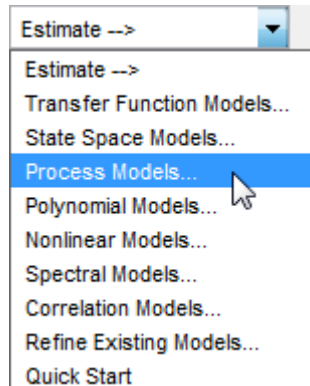 Estimate -->
Estimate -->
Transfer Function Models...
State Space Models...
Process Models...
Polynomial Models...
Nonlinear Models...
Spectral Models...
Correlation Models...
Refine Existing Models...
Quick Start